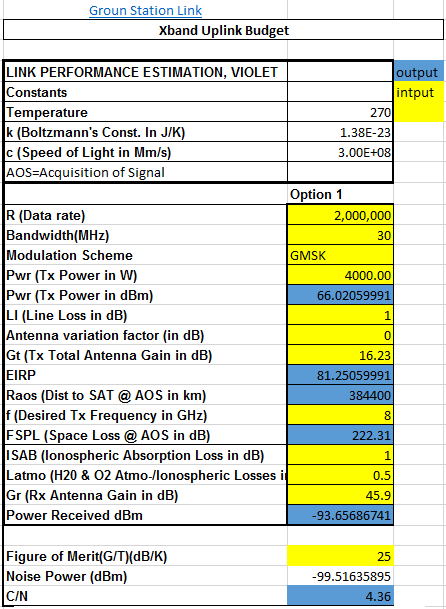 Groun Station Link
Xband Uplink Budget
LINK PERFORMANCE ESTIMATION, VIOLET output
Constants intput
Temperature 270
k (Boltzmann's Const. In J/K) 1.38E-23
c (Speed of Light in Mm/s) 3.00E+08
AOS=Acquisition of Signal
Option 1
R (Data rate) 2,000,000
Bandwidth(MHz) 30
Modulation Scheme GMSK
Pwr (Tx Power in W) 4000.00
Pwr (Tx Power in dBm) 66.02059991
Ll (Line Loss in dB) 1
Antenna variation factor (in dB) 0
Gt (Tx Total Antenna Gain in dB) 16.23
EIRP 81.25059991
Raos (Dist to SAT @ AOS in km) 384400
f (Desired Tx Frequency in GHz) 8
FSPL (Space Loss @ AOS in dB) 222.31
ISAB (Ionospheric Absorption Loss in dB) 1
Latmo (H20 & O2 Atmo-/Ionospheric Losses i 0.5
Gr (Rx Antenna Gain in dB) 45.9
Power Received dBm -93.65686741
Figure of Merit(G/T)(dB/K) 25
Noise Power (dBm) -99.51635895
C/N 4.36